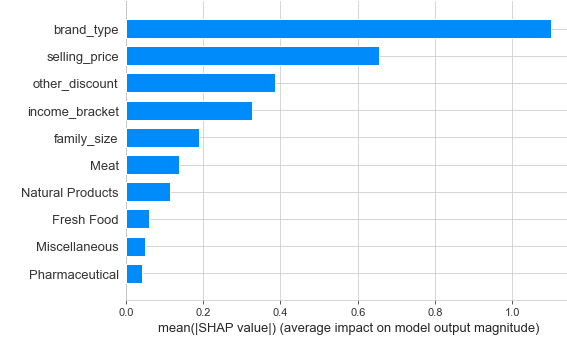 brand_type
selling_price
other_discount
income_bracket
family_size
Meat
Natural Products
Fresh Food
Miscellaneous
Pharmaceutical
0.0 0.2 0.4 0.6 0.8 1.0
mean(|SHAP value|) (average impact on model output magnitude)